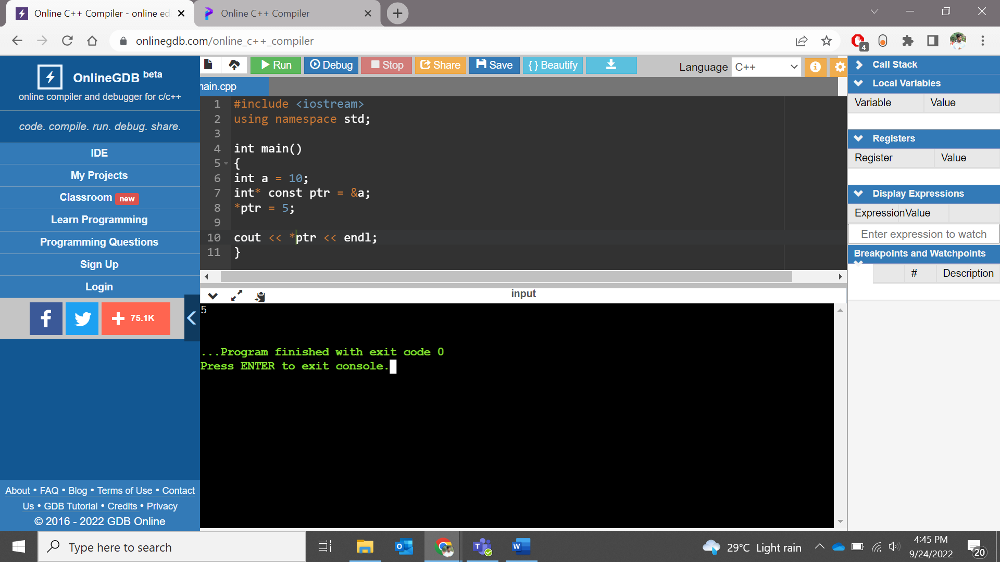 Online C++ Compiler - online ed
Online C++ Compiler
onlinegdb.com/online_c++_compiler
4
OnlineGDB beta
online compiler and debugger for c/c++
code. compile. run. debug. share.
IDE
My Projects
Classroom new
Learn Programming
Programming Questions
Sign Up
Login
f
75.1K
About • FAQ • Blog • Terms of Use • Contact
Us • GDB Tutorial • Credits • Privacy
© 2016 - 2022 GDB Online
Run Debug Stop Share Save { } Beautify
Language C++
main.cpp
1 #include <iostream>
2 using namespace std;
3
4 int main()
5 {
6 int a = 10;
7 int* const ptr = &a;
8 *ptr = 5;
9
10 cout << *ptr << endl;
11 }
input
5
...Program finished with exit code 0
Press ENTER to exit console.
Call Stack
Local Variables
Variable Value
Registers
Register Value
Display Expressions
Expression Value
Enter expression to watch
Breakpoints and Watchpoints
# Description
Type here to search
29°C Light rain
4:45 PM
9/24/2022
20